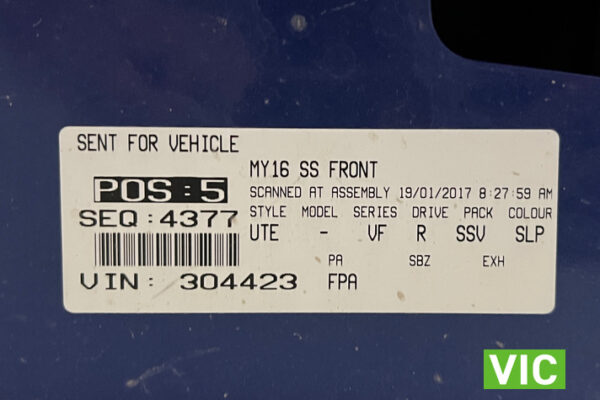 SENT FOR VEHICLE
POS:5
SEQ:4377
VIN: 304423
MY16 SS FRONT
SCANNED AT ASSEMBLY 19/01/2017 8:27:59 AM
STYLE MODEL SERIES DRIVE PACK COLOUR
UTE - VF R SSV SLP
PA SBZ EXH
FPA
VIC